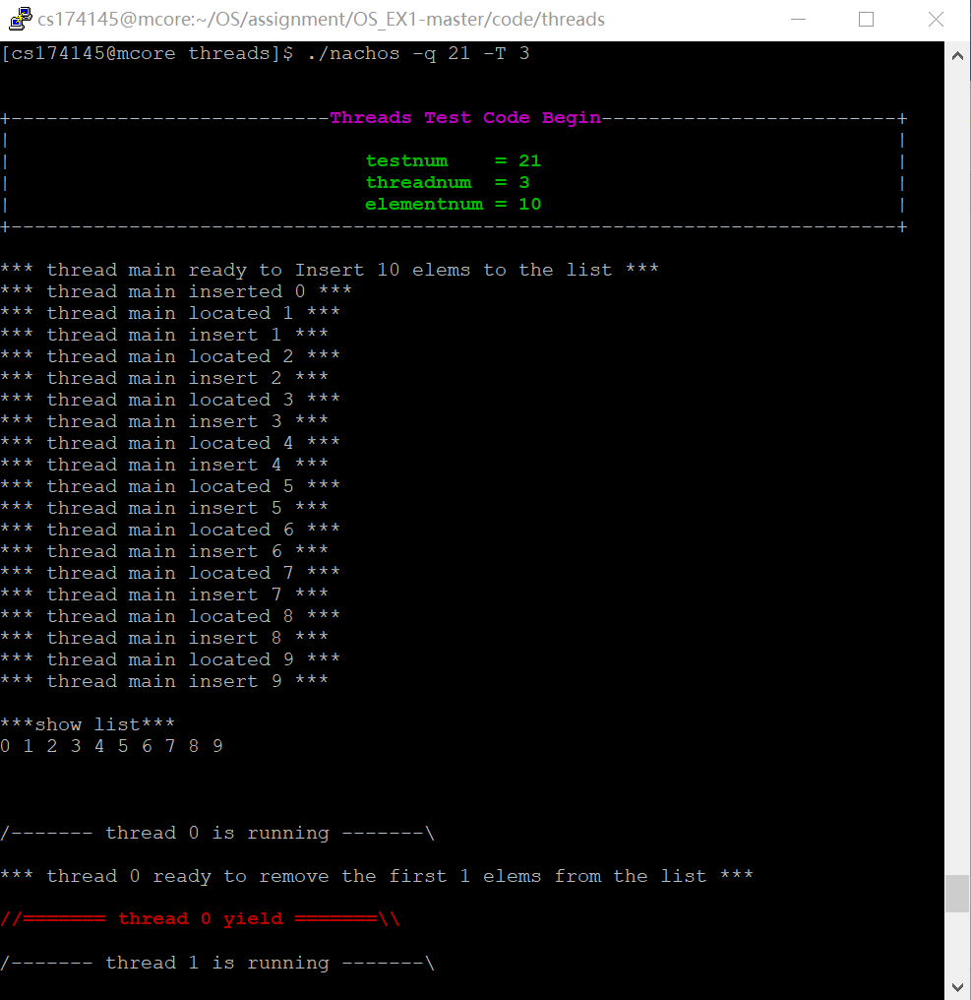 cs174145@mcore:~/OS/assignment/OS_EX1-master/code/threads
[cs174145@mcore threads]$ ./nachos -q 21 -T 3
+---------------------------Threads Test Code Begin-------------------------+
|                                                                           |
|                              testnum    = 21                              |
|                              threadnum  = 3                               |
|                              elementnum = 10                              |
+---------------------------------------------------------------------------+
*** thread main ready to Insert 10 elems to the list ***
*** thread main inserted 0 ***
*** thread main located 1 ***
*** thread main insert 1 ***
*** thread main located 2 ***
*** thread main insert 2 ***
*** thread main located 3 ***
*** thread main insert 3 ***
*** thread main located 4 ***
*** thread main insert 4 ***
*** thread main located 5 ***
*** thread main insert 5 ***
*** thread main located 6 ***
*** thread main insert 6 ***
*** thread main located 7 ***
*** thread main insert 7 ***
*** thread main located 8 ***
*** thread main insert 8 ***
*** thread main located 9 ***
*** thread main insert 9 ***
***show list***
0 1 2 3 4 5 6 7 8 9
/------- thread 0 is running -------\
*** thread 0 ready to remove the first 1 elems from the list ***
//======= thread 0 yield =======\\
/------- thread 1 is running -------\